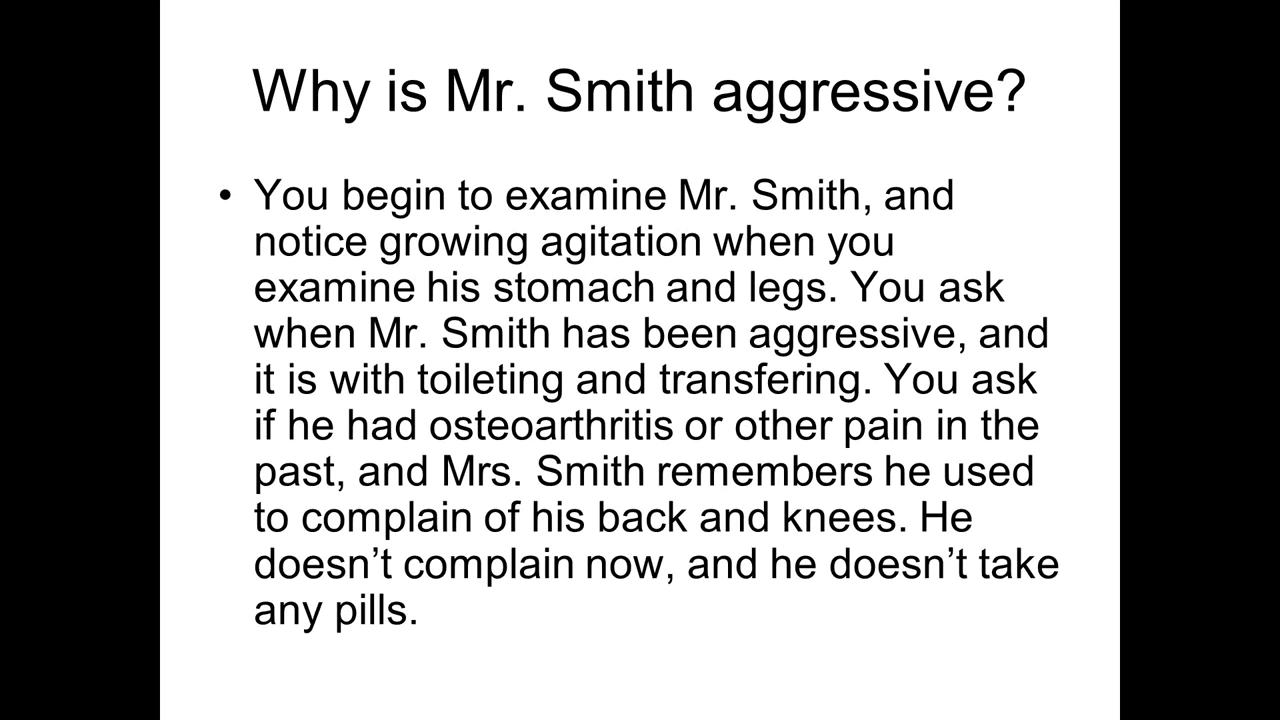 Why is Mr. Smith aggressive?
• You begin to examine Mr. Smith, and
notice growing agitation when you
examine his stomach and legs. You ask
when Mr. Smith has been aggressive, and
it is with toileting and transfering. You ask
if he had osteoarthritis or other pain in the
past, and Mrs. Smith remembers he used
to complain of his back and knees. He
doesn’t complain now, and he doesn’t take
any pills.